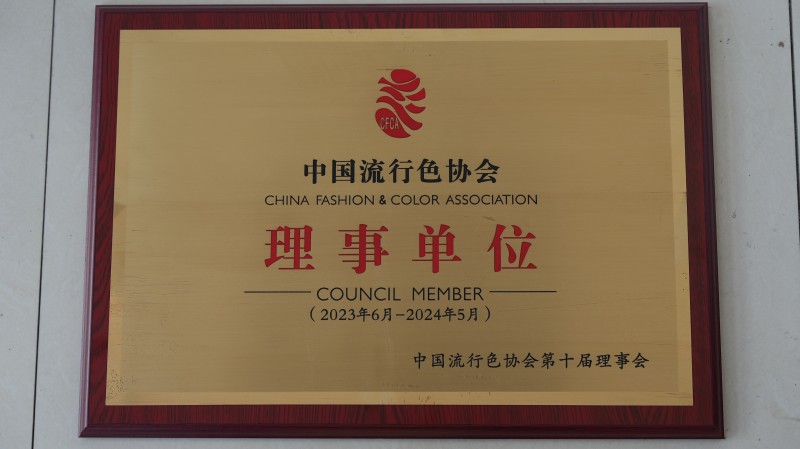 CFCA
中国流行色协会
CHINA FASHION & COLOR ASSOCIATION
理事单位
COUNCIL MEMBER
（2023年6月-2024年5月）
中国流行色协会第十届理事会